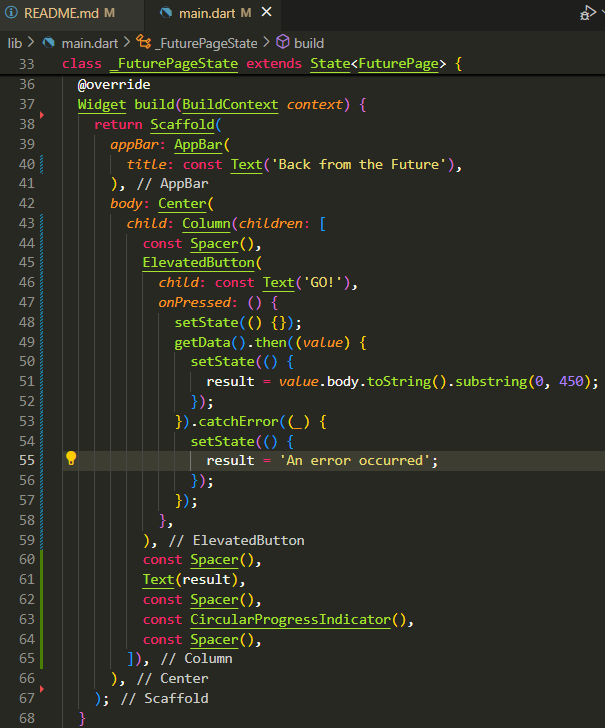 README.md M main.dart M
lib > main.dart > _FuturePageState > build
33 class _FuturePageState extends State<FuturePage> {
36   @override
37   Widget build(BuildContext context) {
38     return Scaffold(
39       appBar: AppBar(
40         title: const Text('Back from the Future'),
41       ), // AppBar
42       body: Center(
43         child: Column(children: [
44           const Spacer(),
45           ElevatedButton(
46             child: const Text('GO!'),
47             onPressed: () {
48               setState(() {});
49               getData().then((value) {
50                 setState(() {
51                   result = value.body.toString().substring(0, 450);
52                 });
53               }).catchError((_) {
54                 setState(() {
55                   result = 'An error occurred';
56                 });
57               });
58             },
59           ), // ElevatedButton
60           const Spacer(),
61           Text(result),
62           const Spacer(),
63           const CircularProgressIndicator(),
64           const Spacer(),
65         ]), // Column
66       ), // Center
67     ); // Scaffold
68   }